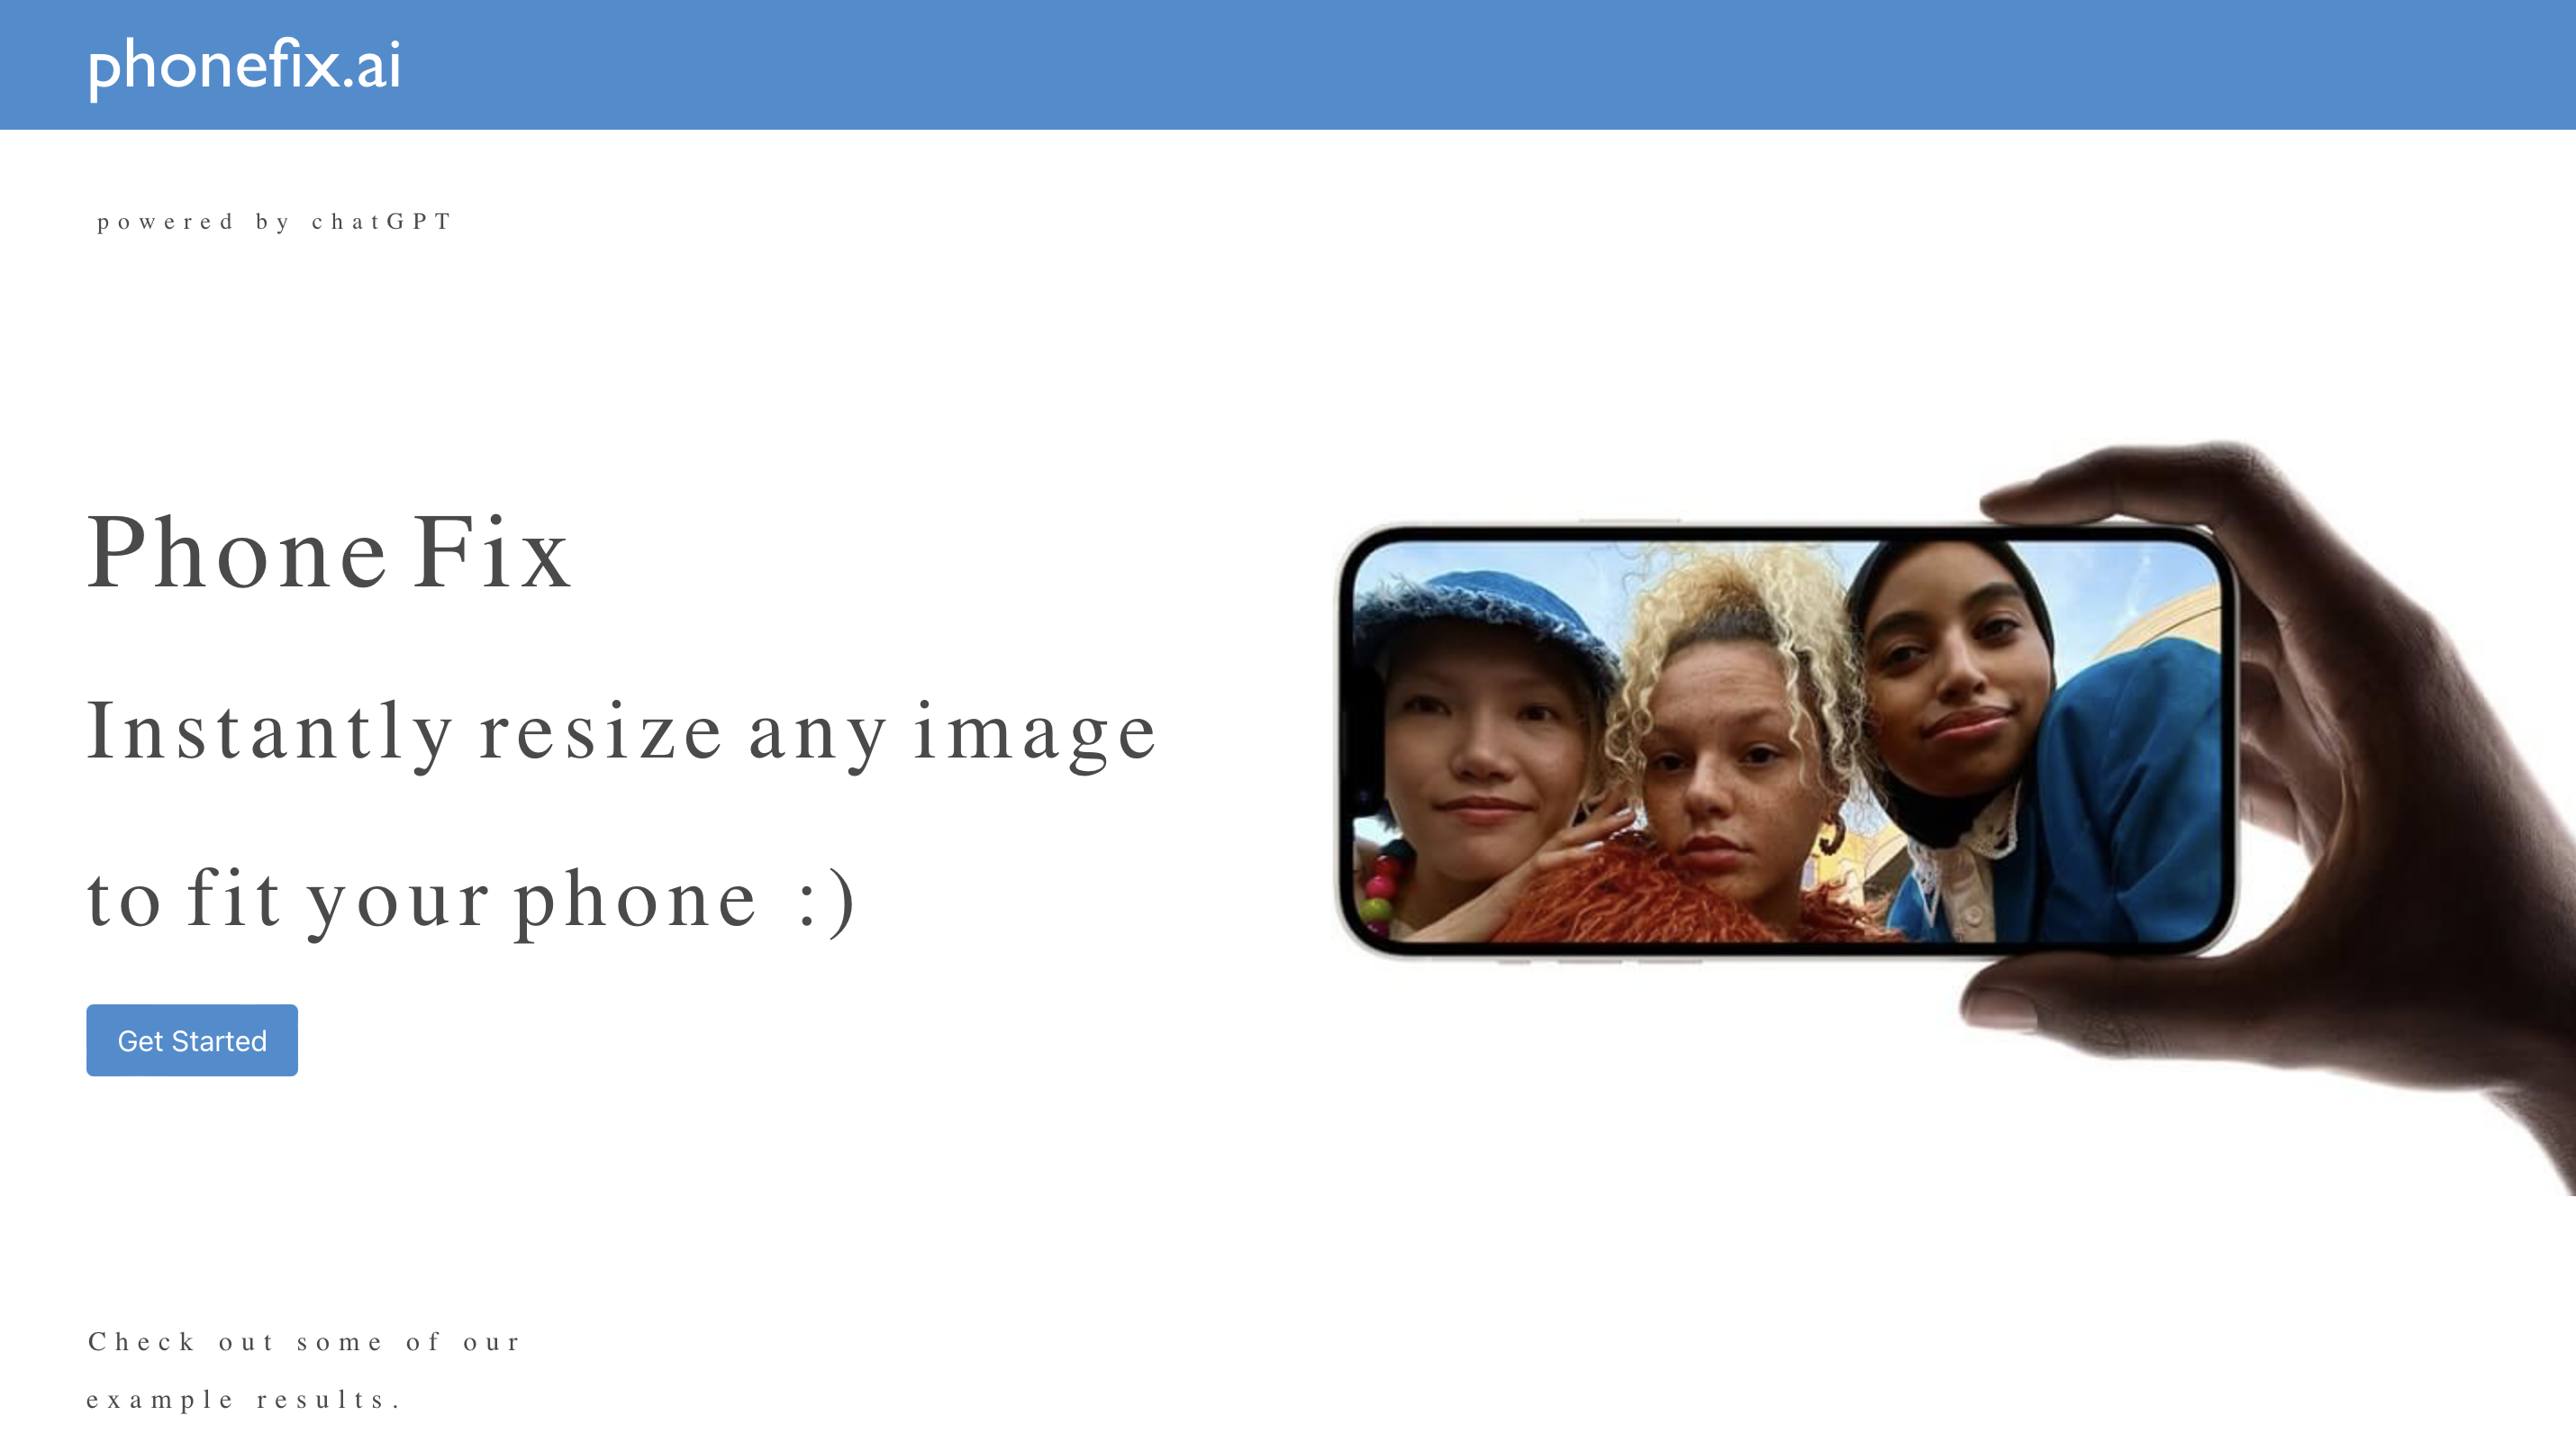 phonefix.ai
powered by chatGPT
Phone Fix
Instantly resize any image
to fit your phone :)
Get Started
Check out some of our
example results.